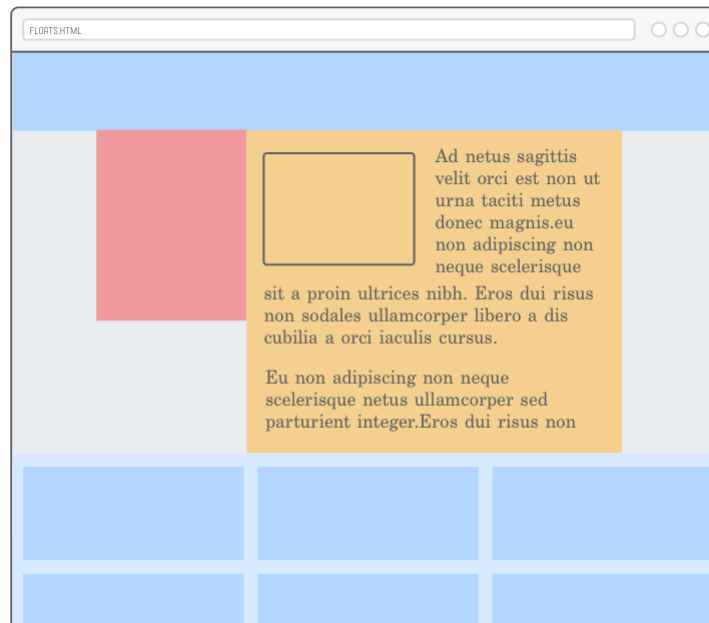 FLOATS.HTML
Ad netus sagittis
velit orci est non ut
urna taciti metus
donec magnis.eu
non adipiscing non
neque scelerisque
sit a proin ultrices nibh. Eros dui risus
non sodales ullamcorper libero a dis
cubilia a orci iaculis cursus.
Eu non adipiscing non neque
scelerisque netus ullamcorper sed
parturient integer.Eros dui risus non